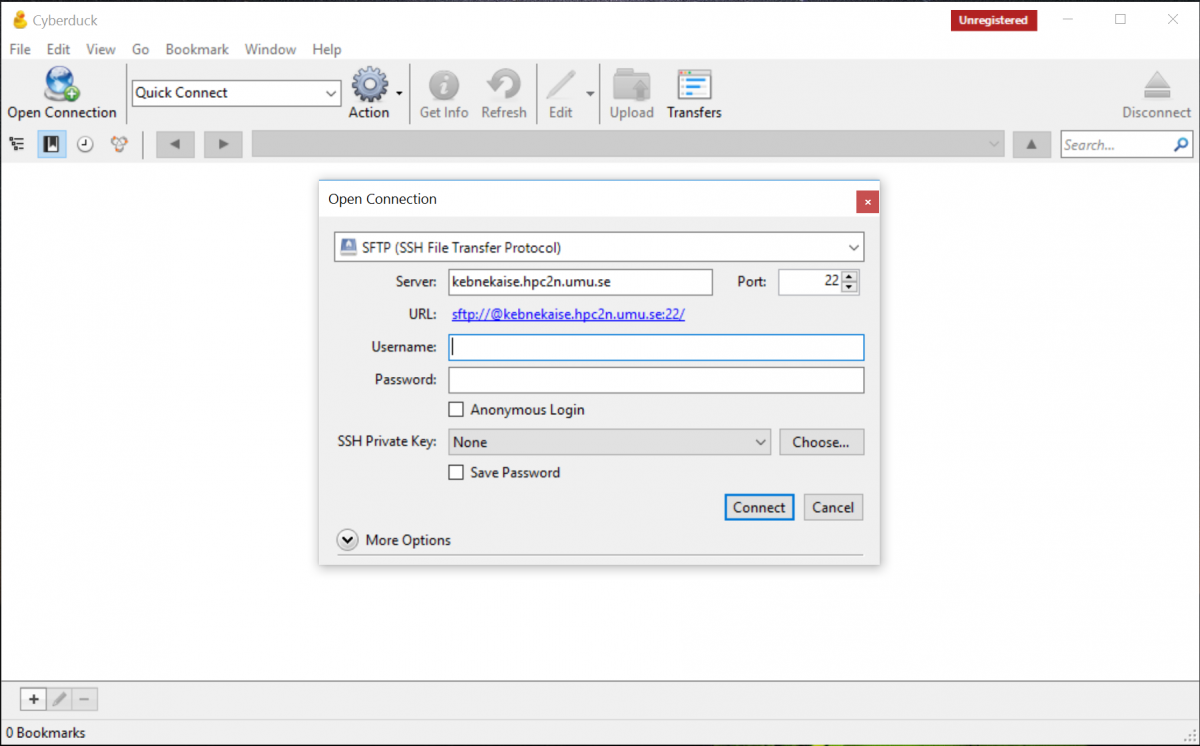 Cyberduck
Unregistered
File Edit View Go Bookmark Window Help
Open Connection
Quick Connect
Action
Get Info
Refresh
Edit
Upload
Transfers
Disconnect
Search...
Open Connection
SFTP (SSH File Transfer Protocol)
Server: kebnekaise.hpc2n.umu.se Port: 22
URL: sftp://@kebnekaise.hpc2n.umu.se:22/
Username:
Password:
Anonymous Login
SSH Private Key: None Choose...
Save Password
Connect Cancel
More Options
0 Bookmarks